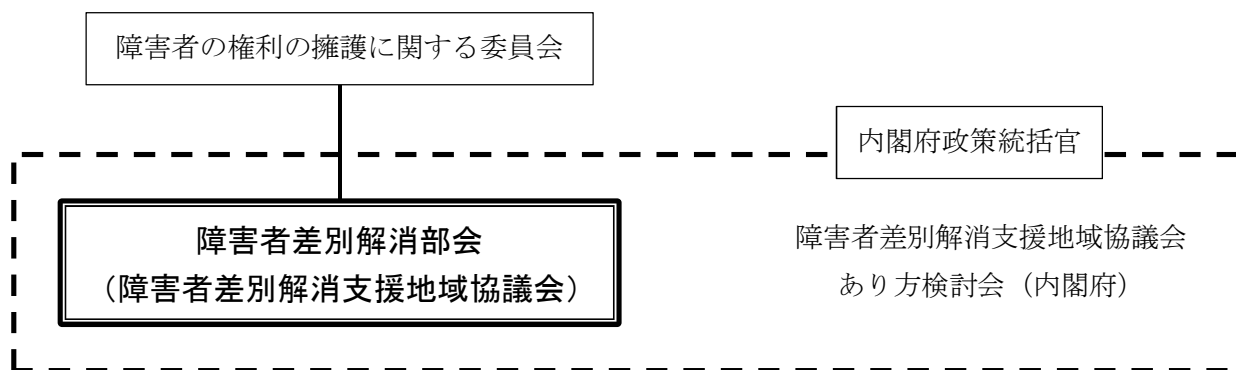 障害者の権利の擁護に関する委員会
内閣府政策統括官
障害者差別解消部会
（障害者差別解消支援地域協議会）
障害者差別解消支援地域協議会
あり方検討会（内閣府）